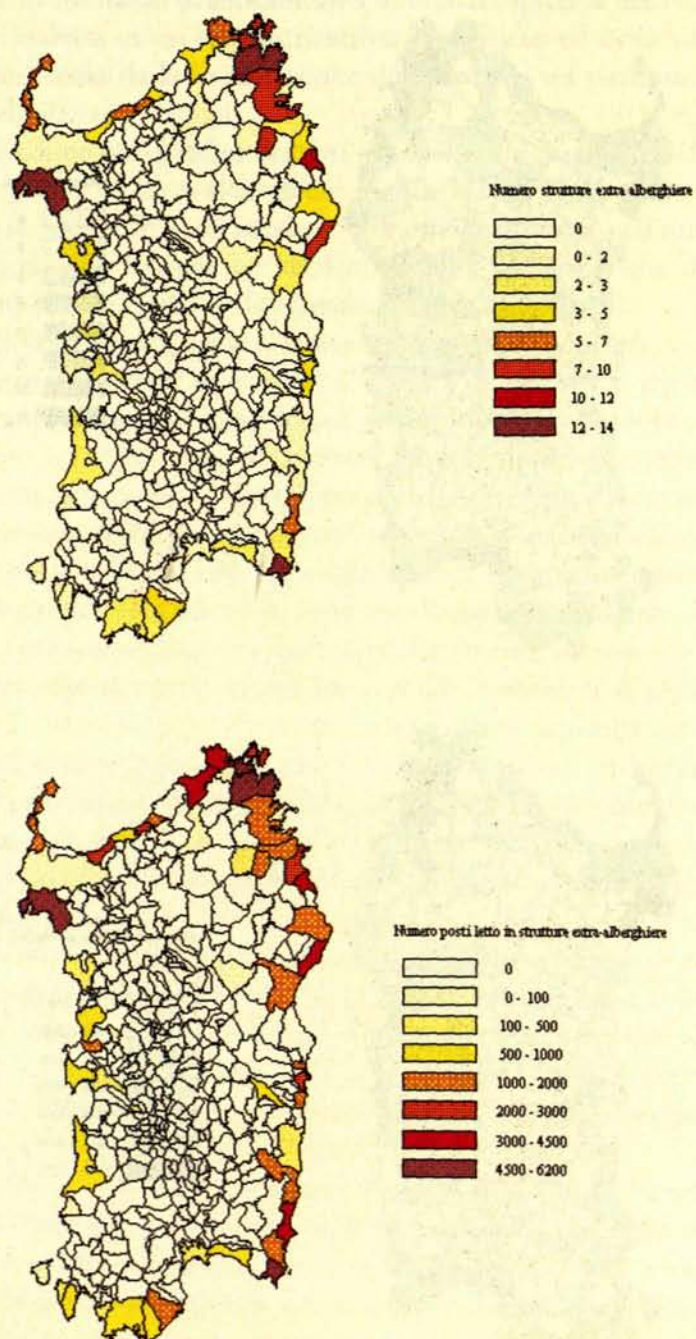 Numero strutture extra alberghiere
0
0 - 2
2 - 3
3 - 5
5 - 7
7 - 10
10 - 12
12 - 14
Numero posti letto in strutture extra-alberghiere
0
0 - 100
100 - 500
500 - 1000
1000 - 2000
2000 - 3000
3000 - 4500
4500 - 6200